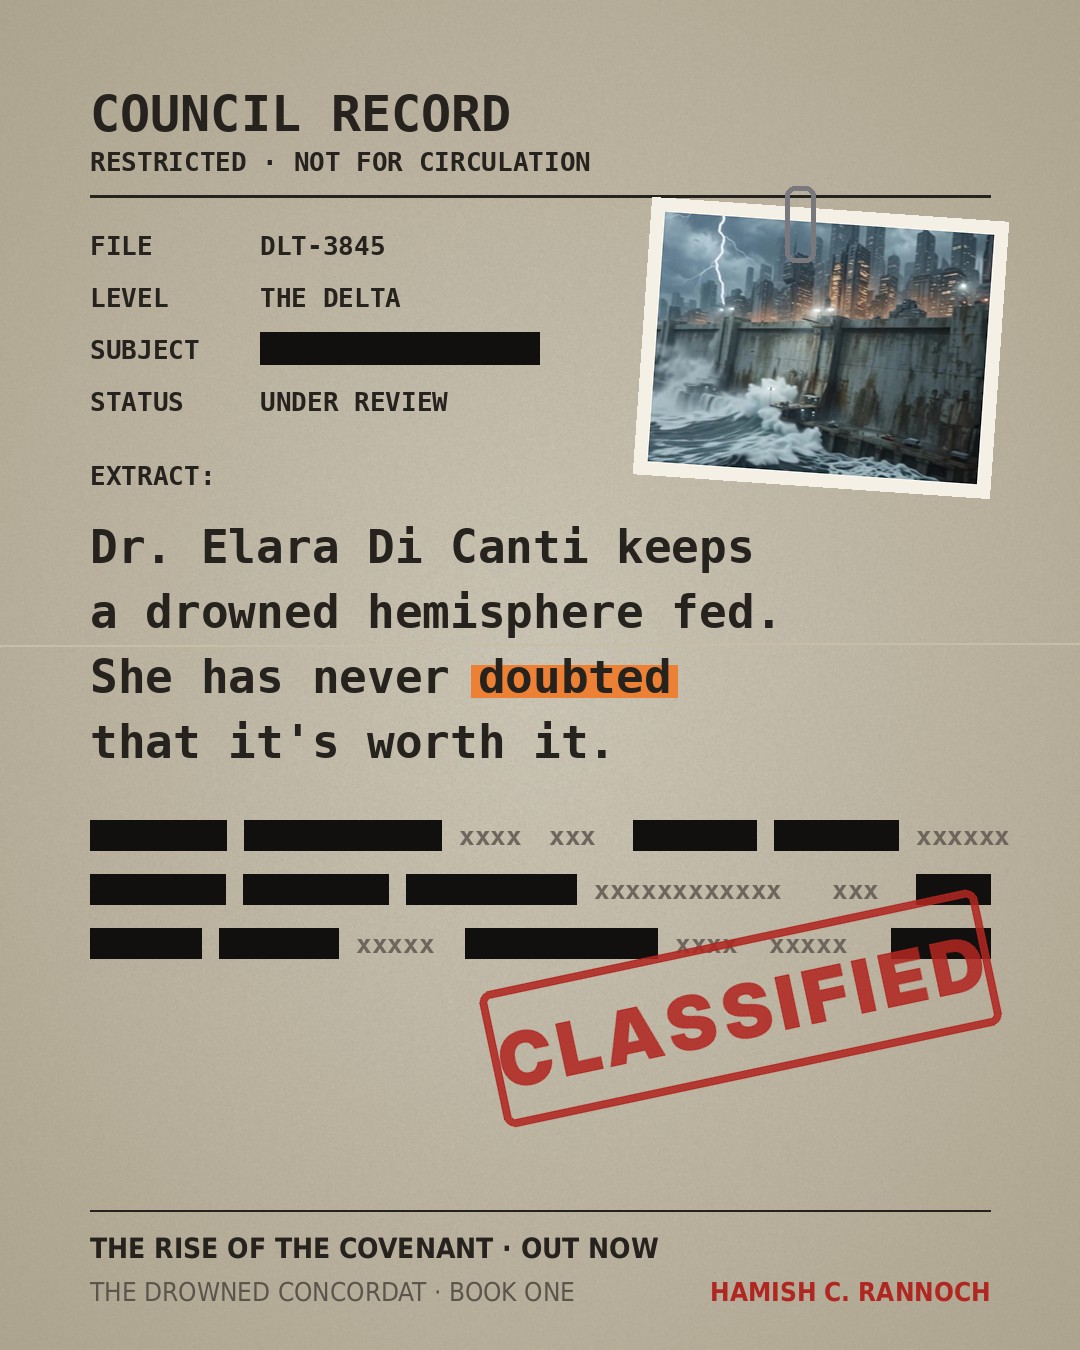 COUNCIL RECORD
RESTRICTED · NOT FOR CIRCULATION
FILE DLT-3845
LEVEL THE DELTA
SUBJECT
STATUS UNDER REVIEW
EXTRACT:
Dr. Elara Di Canti keeps
a drowned hemisphere fed.
She has never doubted
that it's worth it.
xxxx xxx xxxxxx
xxxxxxxxxxxx xxx
xxxxx xxxx xxxxx
CLASSIFIED
THE RISE OF THE COVENANT · OUT NOW
THE DROWNED CONCORDAT · BOOK ONE HAMISH C. RANNOCH